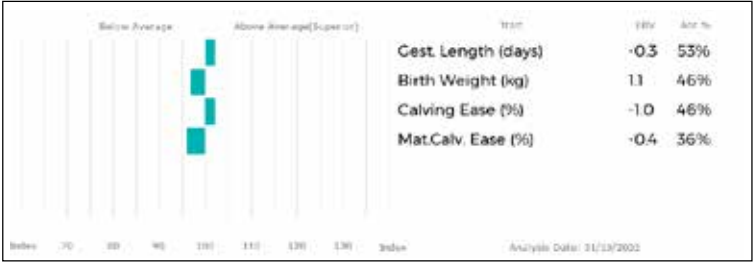 Below Average Above Average(Superior) Trait EBV Acc %
Gest. Length (days) -0.3 53%
Birth Weight (kg) 1.1 46%
Calving Ease (%) -1.0 46%
Mat.Calv. Ease (%) -0.4 36%
Index 70 80 90 100 110 120 130 Index
Analysis Date: